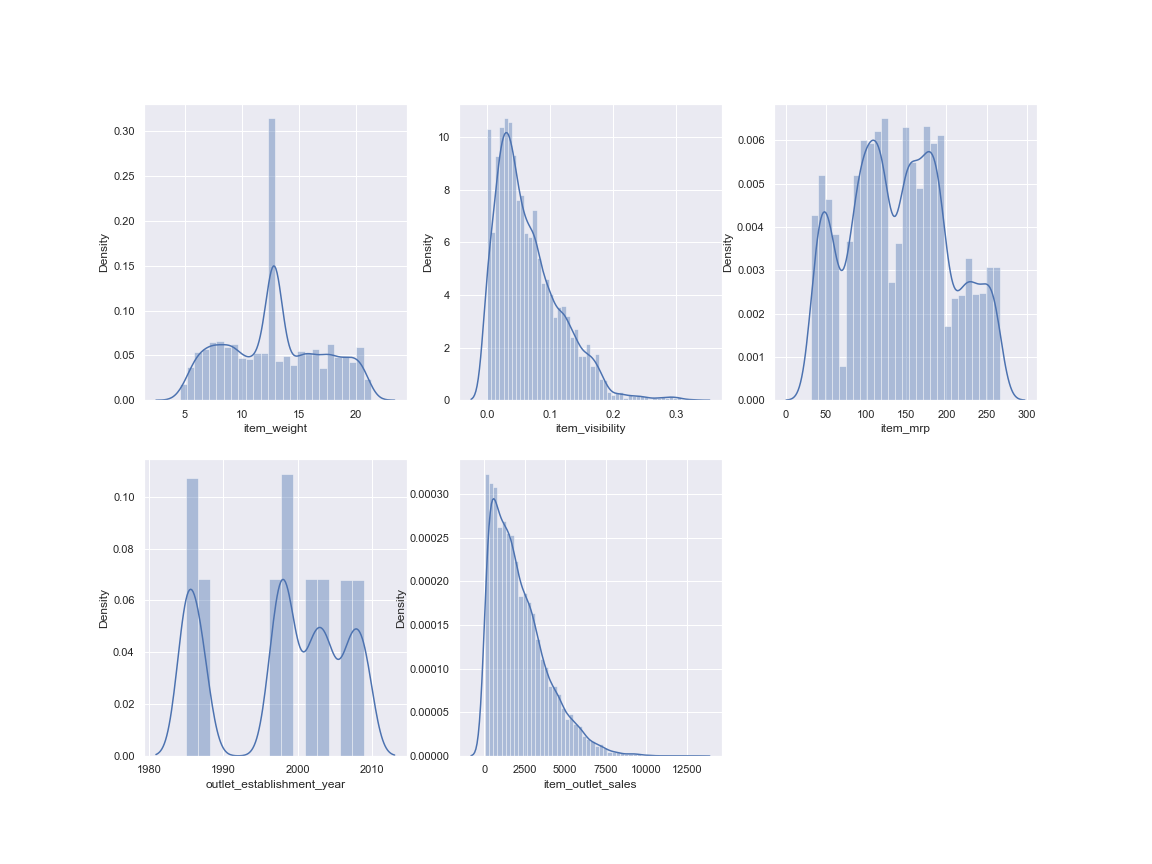 Density
0.30
0.25
0.20
0.15
0.10
0.05
0.00
5 10 15 20
item_weight
Density
10
8
6
4
2
0
0.0 0.1 0.2 0.3
item_visibility
Density
0.006
0.005
0.004
0.003
0.002
0.001
0.000
0 50 100 150 200 250 300
item_mrp
Density
0.10
0.08
0.06
0.04
0.02
0.00
1980 1990 2000 2010
outlet_establishment_year
Density
0.00030
0.00025
0.00020
0.00015
0.00010
0.00005
0.00000
0 2500 5000 7500 10000 12500
item_outlet_sales